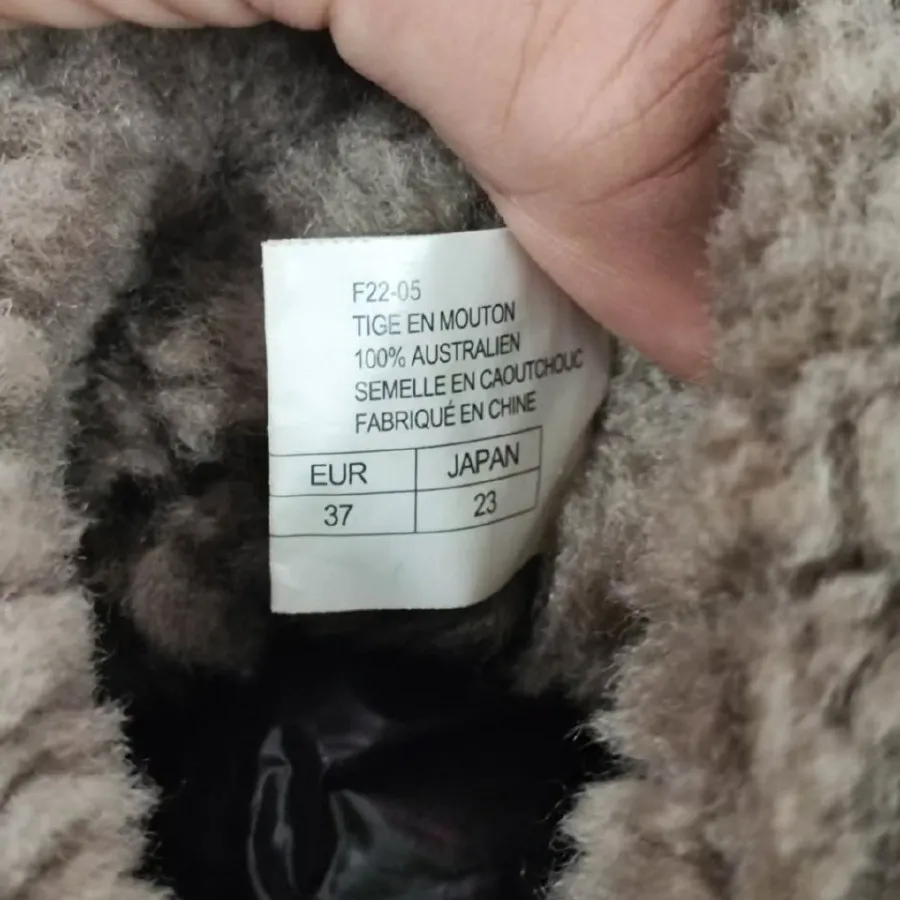 F22-05
TIGE EN MOUTON
100% AUSTRALIEN
SEMELLE EN CAOUTCHOUC
FABRIQUÉ EN CHINE
EUR JAPAN
37 23